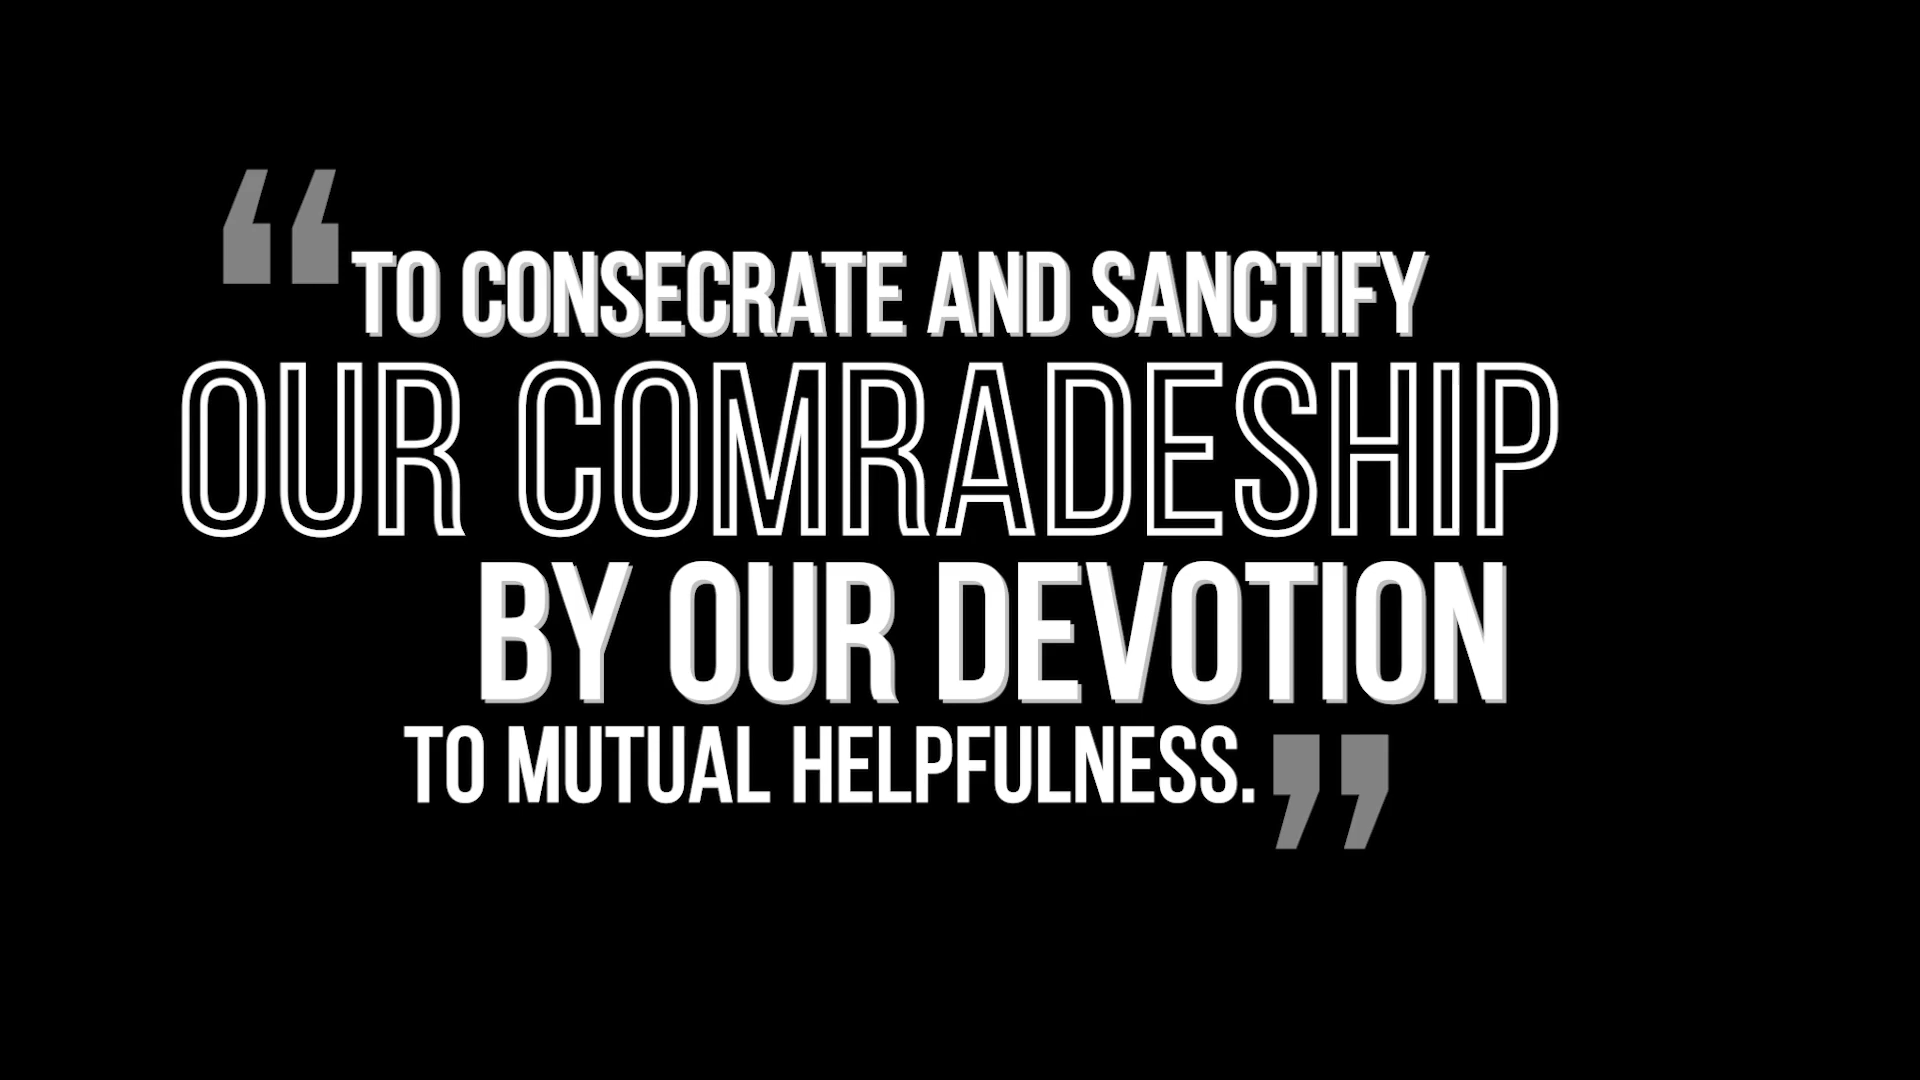 “TO CONSECRATE AND SANCTIFY
OUR COMRADESHIP
BY OUR DEVOTION
TO MUTUAL HELPFULNESS.”